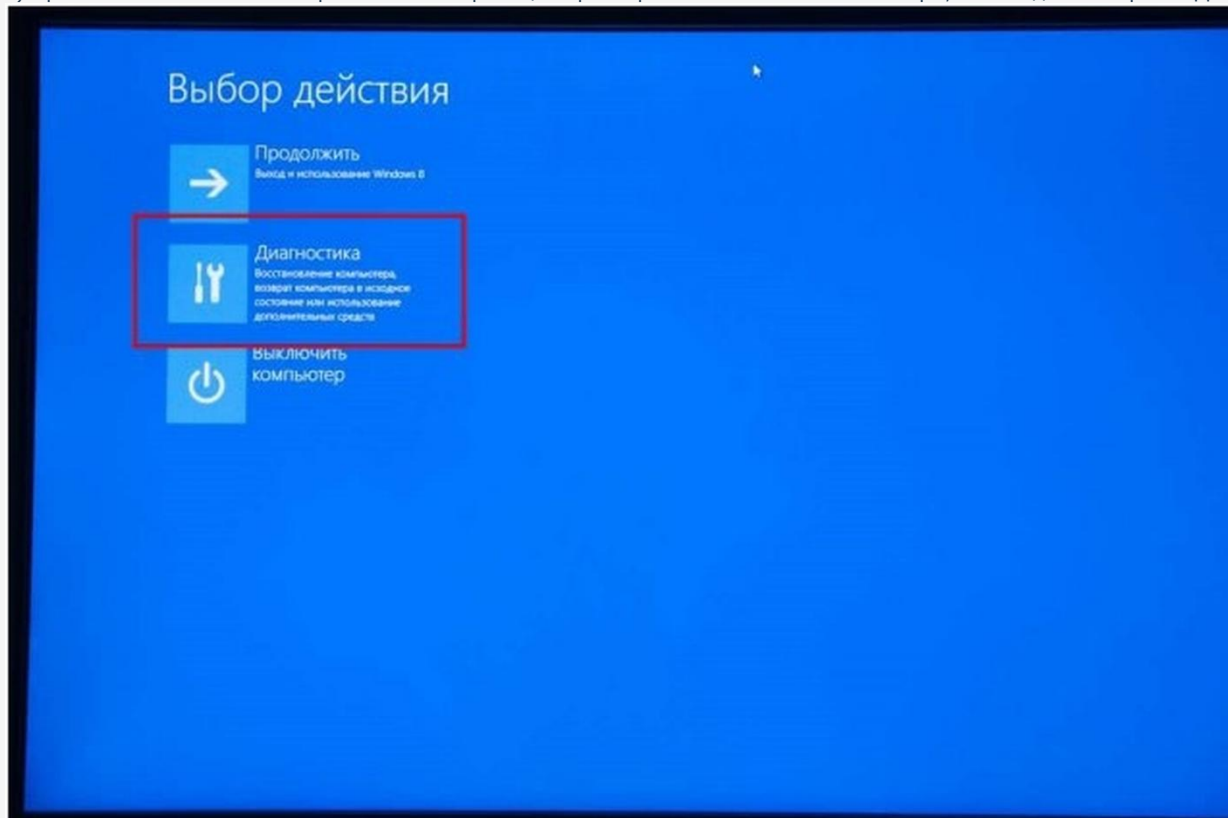 Выбор действия
Продолжить
Выход и использование Windows 8
Диагностика
Восстановление компьютера,
возврат компьютера в исходное
состояние или использование
дополнительных средств
Выключить
компьютер